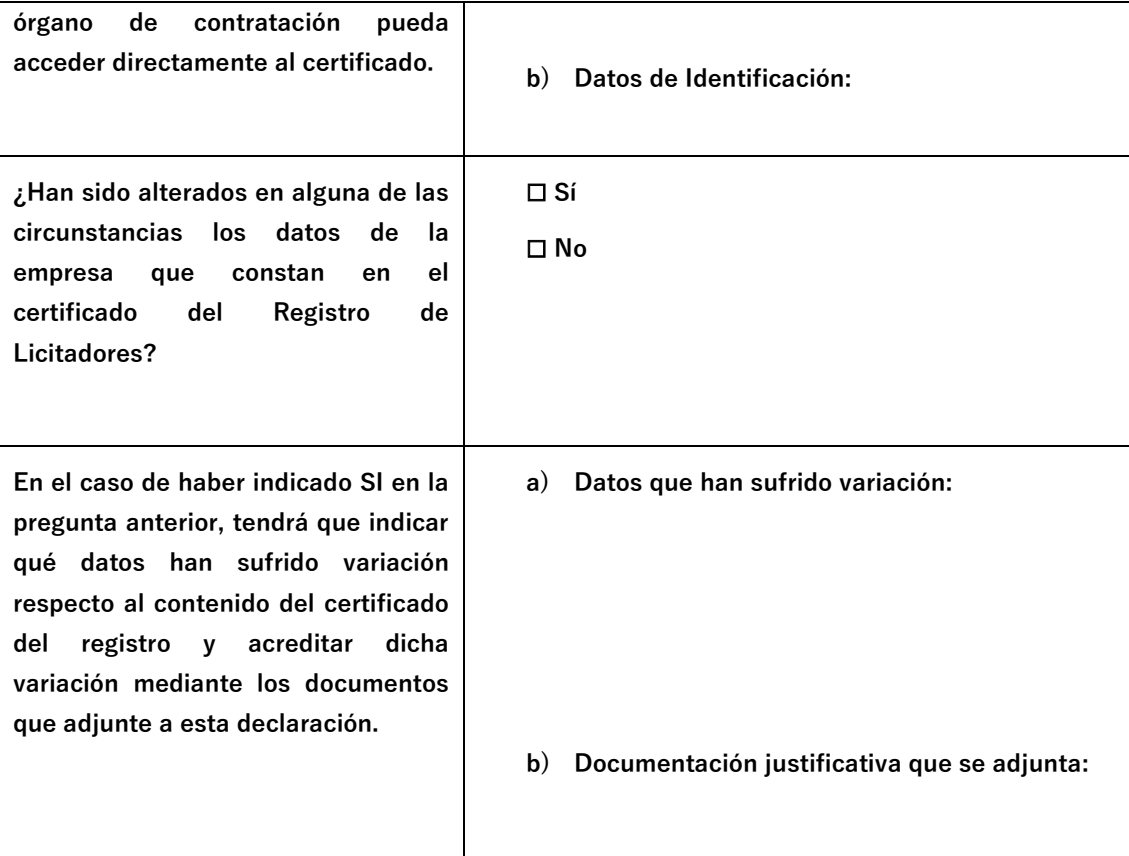 órgano de contratación pueda
acceder directamente al certificado.
b) Datos de Identificación:
¿Han sido alterados en alguna de las
circunstancias los datos de la
empresa que constan en el
certificado del Registro de
Licitadores?
☐ Sí
☐ No
En el caso de haber indicado SI en la
pregunta anterior, tendrá que indicar
qué datos han sufrido variación
respecto al contenido del certificado
del registro y acreditar dicha
variación mediante los documentos
que adjunte a esta declaración.
a) Datos que han sufrido variación:
b) Documentación justificativa que se adjunta: